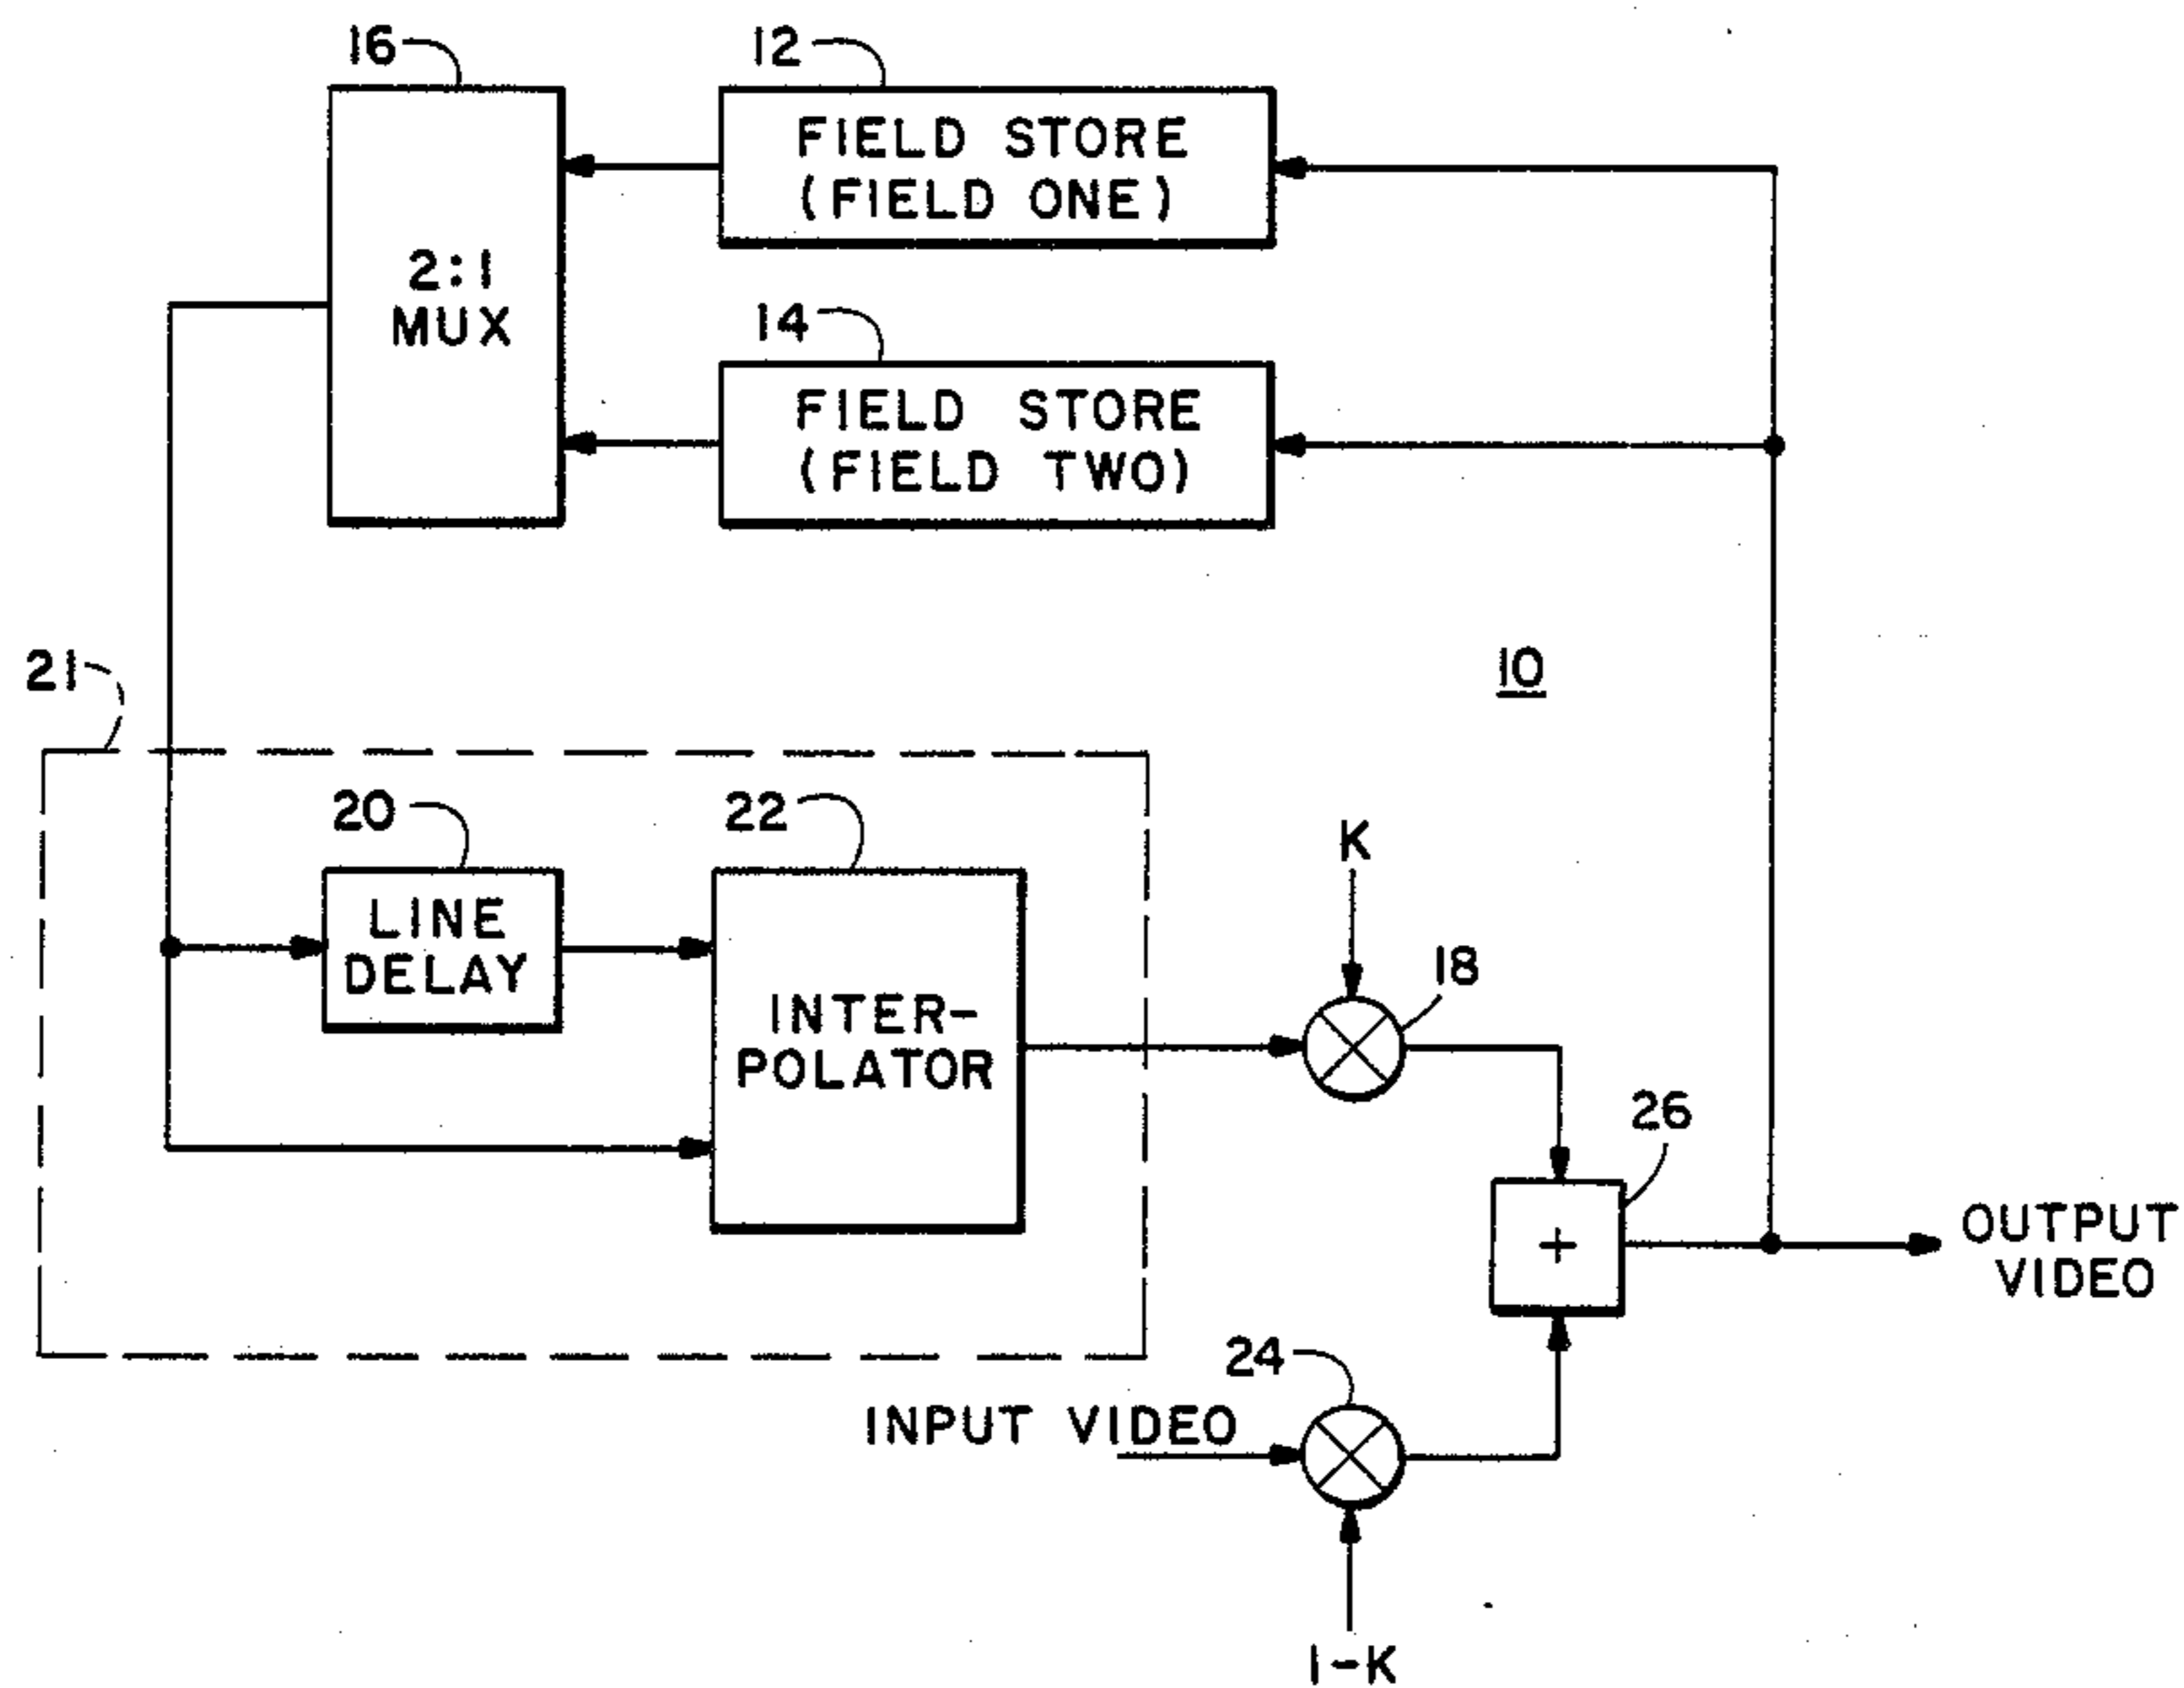 16
12
FIELD STORE
(FIELD ONE)
2:1
MUX
14
FIELD STORE
(FIELD TWO)
21
10
20
22
K
LINE
DELAY
18
INTER-
POLATOR
26
+
OUTPUT
VIDEO
24
INPUT VIDEO
1-K